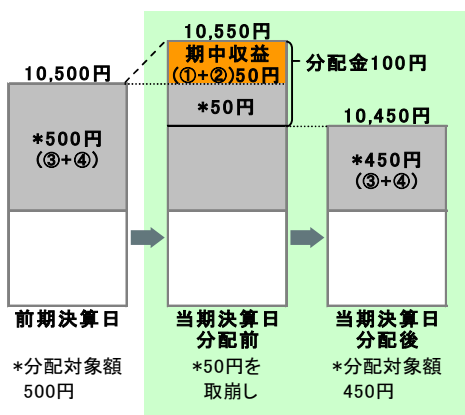 10,550円
期中収益
(①+②)50円
分配金100円
10,500円
*50円
10,450円
*500円
(③+④)
*450円
(③+④)
前期決算日
当期決算日
分配前
当期決算日
分配後
*分配対象額
500円
*50円を
取崩し
*分配対象額
450円